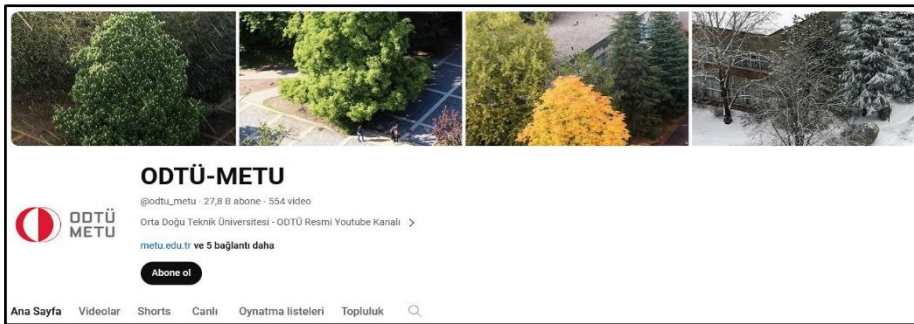 ODTÜ-METU
@odtu_metu · 27,8 B abone · 554 video
Orta Doğu Teknik Üniversitesi - ODTÜ Resmi Youtube Kanalı
metu.edu.tr ve 5 bağlantı daha
ODTÜ
METU
Abone ol
Ana Sayfa Videolar Shorts Canlı Oynatma listeleri Topluluk